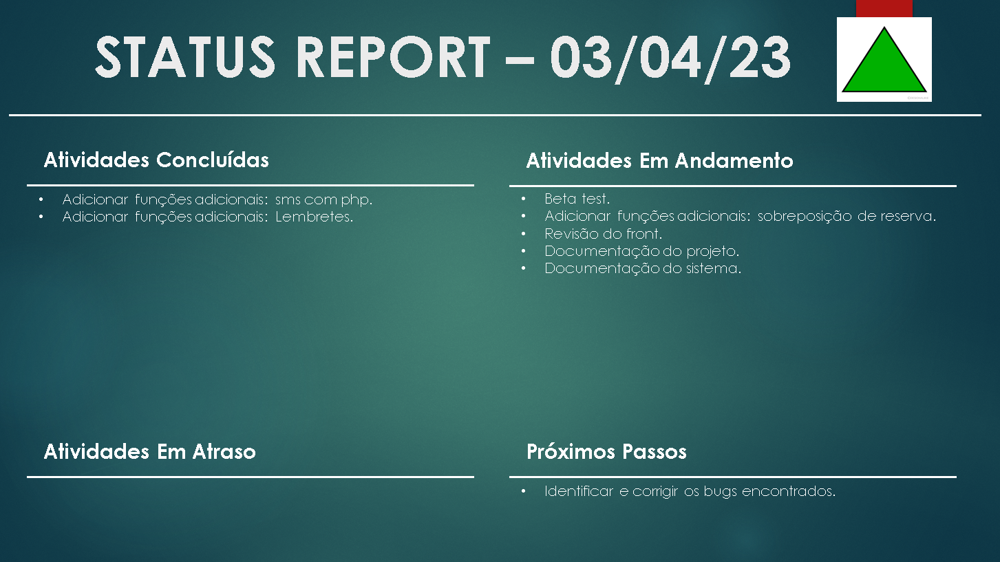 STATUS REPORT – 03/04/23
Atividades Concluídas
• Adicionar funções adicionais: sms com php.
• Adicionar funções adicionais: Lembretes.
Atividades Em Andamento
• Beta test.
• Adicionar funções adicionais: sobreposição de reserva.
• Revisão do front.
• Documentação do projeto.
• Documentação do sistema.
Atividades Em Atraso
Próximos Passos
• Identificar e corrigir os bugs encontrados.